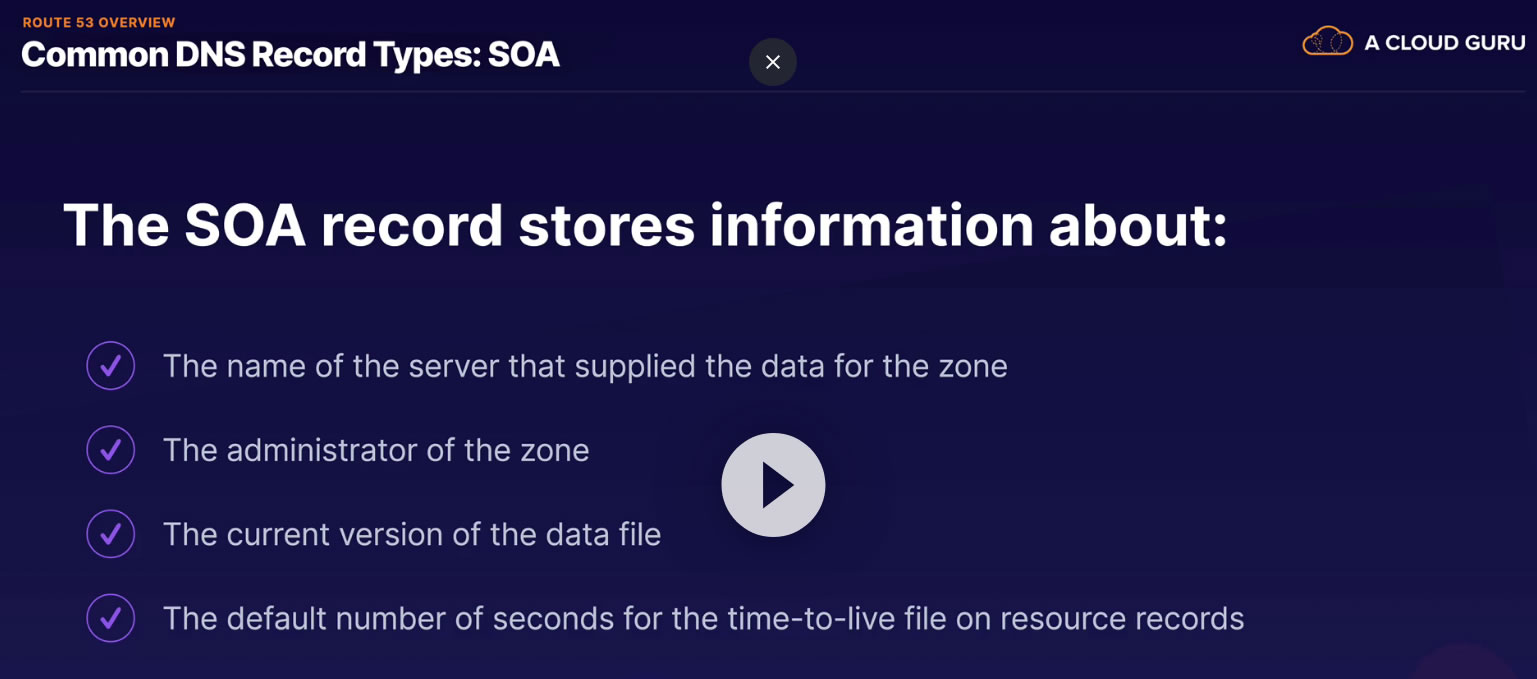 ROUTE 53 OVERVIEW
Common DNS Record Types: SOA
A CLOUD GURU
The SOA record stores information about:
The name of the server that supplied the data for the zone
The administrator of the zone
The current version of the data file
The default number of seconds for the time-to-live file on resource records